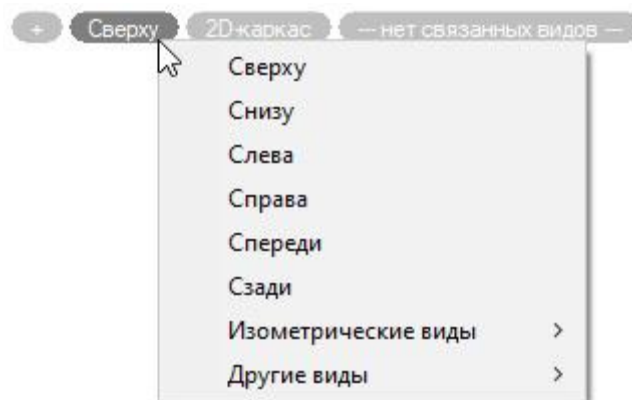 + Сверху 2D-каркас — нет связанных видов —
Сверху
Снизу
Слева
Справа
Спереди
Сзади
Изометрические виды >
Другие виды >